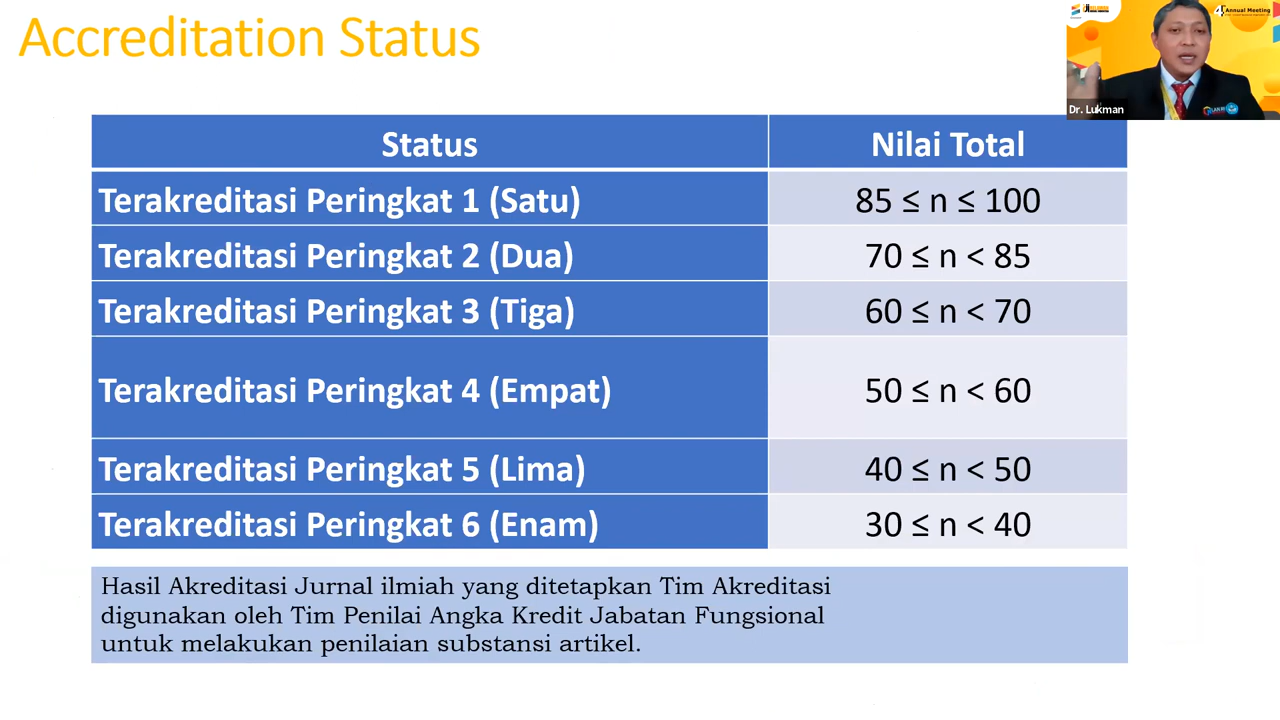 Accreditation Status
Annual Meeting
Dr. Lukman
Status Nilai Total
Terakreditasi Peringkat 1 (Satu) 85 ≤ n ≤ 100
Terakreditasi Peringkat 2 (Dua) 70 ≤ n < 85
Terakreditasi Peringkat 3 (Tiga) 60 ≤ n < 70
Terakreditasi Peringkat 4 (Empat) 50 ≤ n < 60
Terakreditasi Peringkat 5 (Lima) 40 ≤ n < 50
Terakreditasi Peringkat 6 (Enam) 30 ≤ n < 40
Hasil Akreditasi Jurnal ilmiah yang ditetapkan Tim Akreditasi
digunakan oleh Tim Penilai Angka Kredit Jabatan Fungsional
untuk melakukan penilaian substansi artikel.